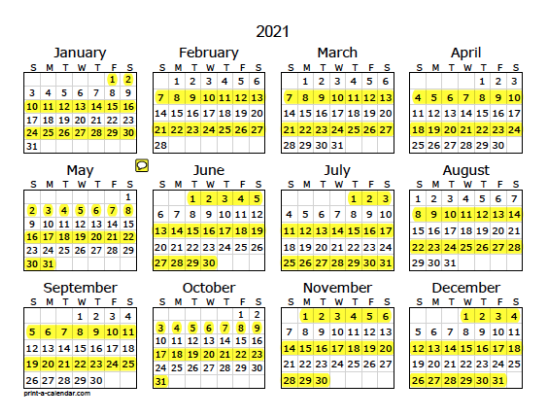 2021
January February March April
S M T W T F S S M T W T F S S M T W T F S S M T W T F S
1 2 1 2 3 4 5 6 1 2 3 4 5 6 1 2 3
3 4 5 6 7 8 9 7 8 9 10 11 12 13 7 8 9 10 11 12 13 4 5 6 7 8 9 10
10 11 12 13 14 15 16 14 15 16 17 18 19 20 14 15 16 17 18 19 20 11 12 13 14 15 16 17
17 18 19 20 21 22 23 21 22 23 24 25 26 27 21 22 23 24 25 26 27 18 19 20 21 22 23 24
24 25 26 27 28 29 30 28 28 29 30 31 25 26 27 28 29 30
31
May June July August
S M T W T F S S M T W T F S S M T W T F S S M T W T F S
1 1 2 3 4 5 1 2 3 1 2 3 4 5 6 7
2 3 4 5 6 7 8 6 7 8 9 10 11 12 4 5 6 7 8 9 10 8 9 10 11 12 13 14
9 10 11 12 13 14 15 13 14 15 16 17 18 19 11 12 13 14 15 16 17 15 16 17 18 19 20 21
16 17 18 19 20 21 22 20 21 22 23 24 25 26 18 19 20 21 22 23 24 22 23 24 25 26 27 28
23 24 25 26 27 28 29 27 28 29 30 25 26 27 28 29 30 31 29 30 31
30 31
September October November December
S M T W T F S S M T W T F S S M T W T F S S M T W T F S
1 2 3 4 1 2 1 2 3 4 5 6 1 2 3 4
5 6 7 8 9 10 11 3 4 5 6 7 8 9 7 8 9 10 11 12 13 5 6 7 8 9 10 11
12 13 14 15 16 17 18 10 11 12 13 14 15 16 14 15 16 17 18 19 20 12 13 14 15 16 17 18
19 20 21 22 23 24 25 17 18 19 20 21 22 23 21 22 23 24 25 26 27 19 20 21 22 23 24 25
26 27 28 29 30 24 25 26 27 28 29 30 28 29 30 26 27 28 29 30 31
31
print-a-calendar.com